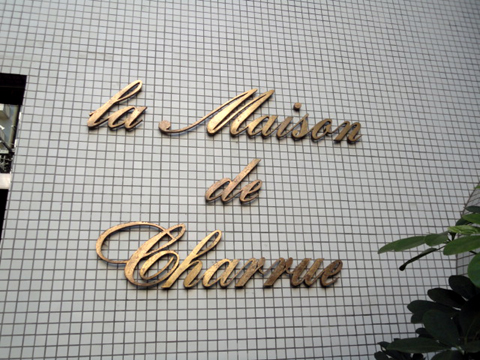 la Maison
de
Charrue